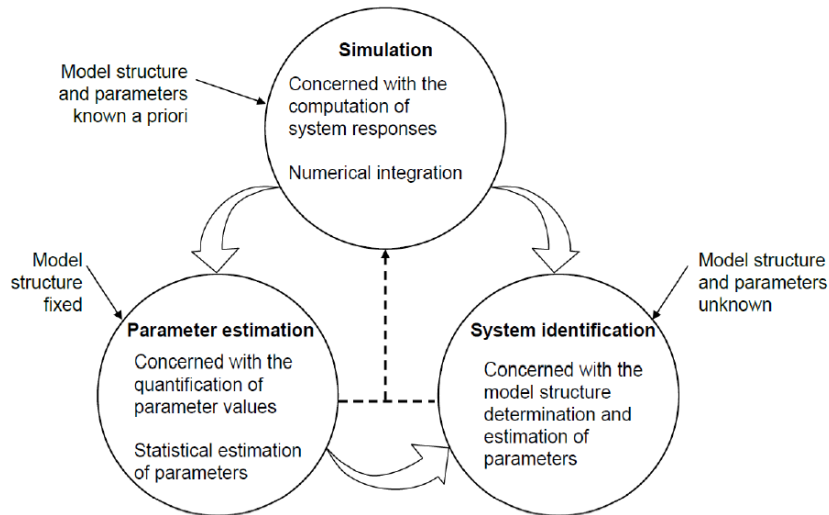 Simulation
Concerned with the
computation of
system responses
Numerical integration
Model structure
and parameters
known a priori
Model
structure
fixed
Model structure
and parameters
unknown
Parameter estimation
Concerned with the
quantification of
parameter values
Statistical estimation
of parameters
System identification
Concerned with the
model structure
determination and
estimation of
parameters